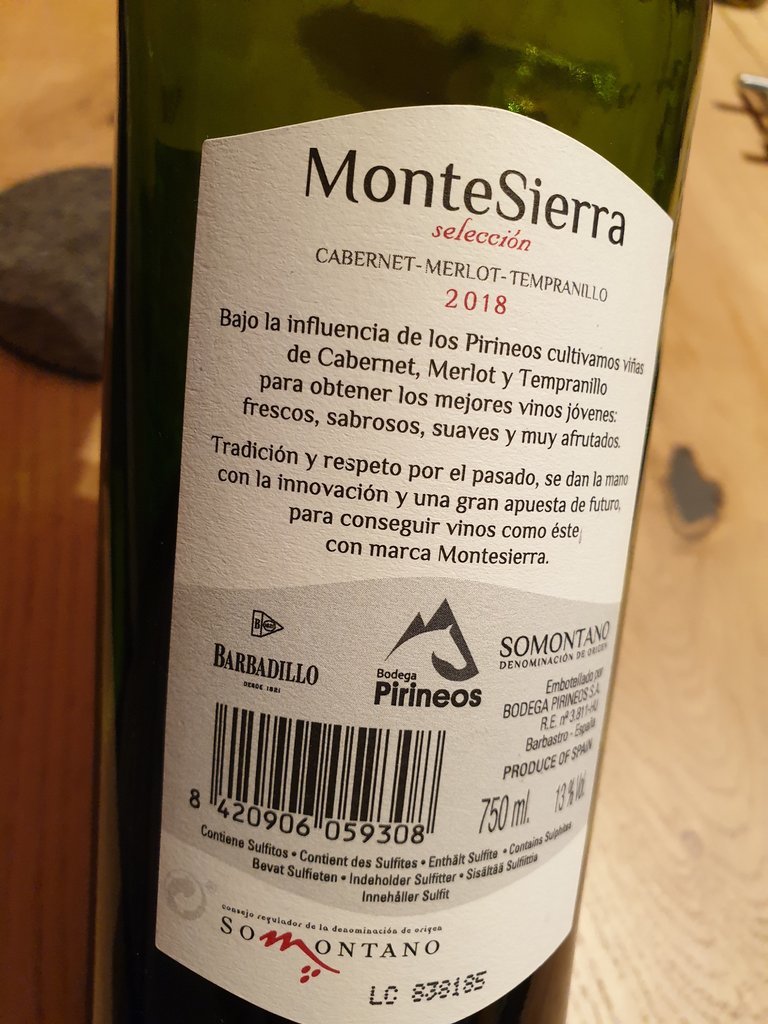 MonteSierra
selección
CABERNET-MERLOT-TEMPRANILLO
2018
Bajo la influencia de los Pirineos cultivamos viñas
de Cabernet, Merlot y Tempranillo
para obtener los mejores vinos jóvenes:
frescos, sabrosos, suaves y muy afrutados.
Tradición y respeto por el pasado, se dan la mano
con la innovación y una gran apuesta de futuro,
para conseguir vinos como éste
con marca Montesierra.
BARBADILLO
DESDE 1821
Bodega
Pirineos
SOMONTANO
DENOMINACIÓN DE ORIGEN
Embotellado por
BODEGA PIRINEOS S.A.
R.E. nº 3.811-HU
Barbastro - España
PRODUCE OF SPAIN
8 420906 059308
750 ml.
13 % Vol.
Contiene Sulfitos • Contient des Sulfites • Enthält Sulfite • Contains Sulphites
Bevat Sulfieten • Indeholder Sulfitter • Sisältää Sulfiittia
Innehåller Sulfit
consejo regulador de la denominación de origen
SOMONTANO
LC 838185